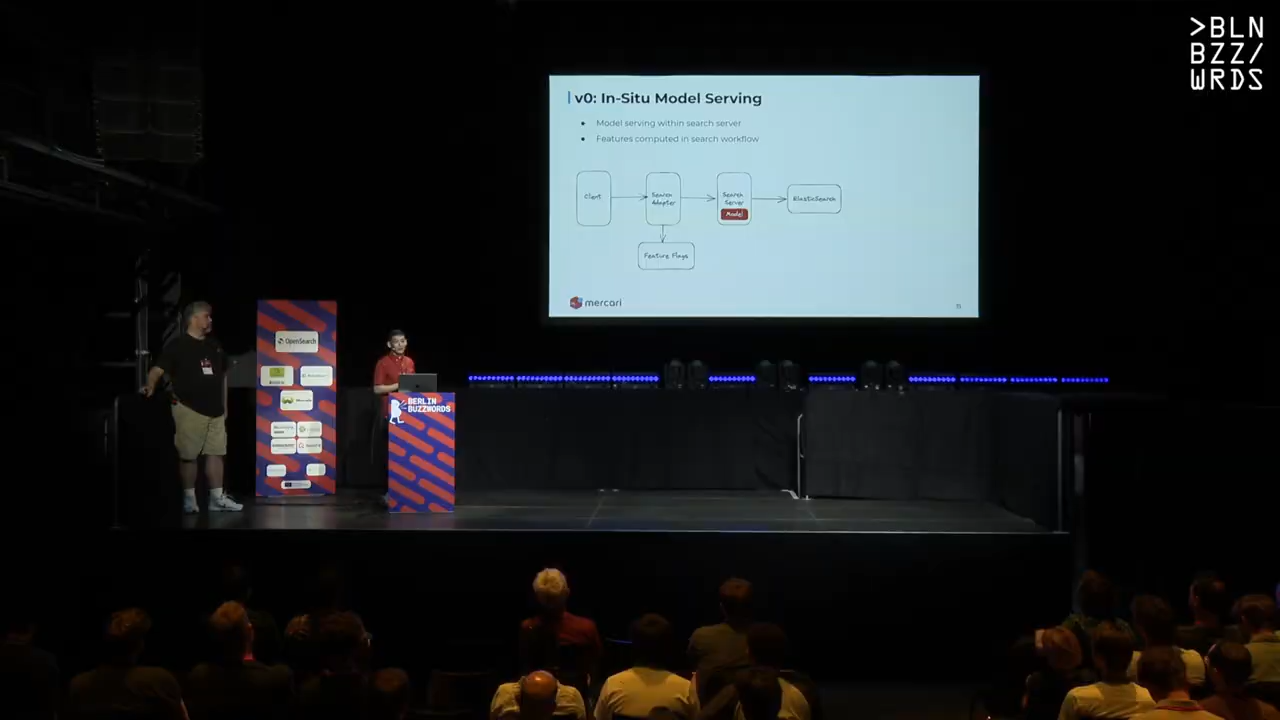 >BLN
BZZ/
WRDS
v0: In-Situ Model Serving
• Model serving within search server
• Features computed in search workflow
Client
Search
Adapter
Search
Server
Model
ElasticSearch
Feature Flags
mercari
OpenSearch
BERLIN
BUZZWORDS